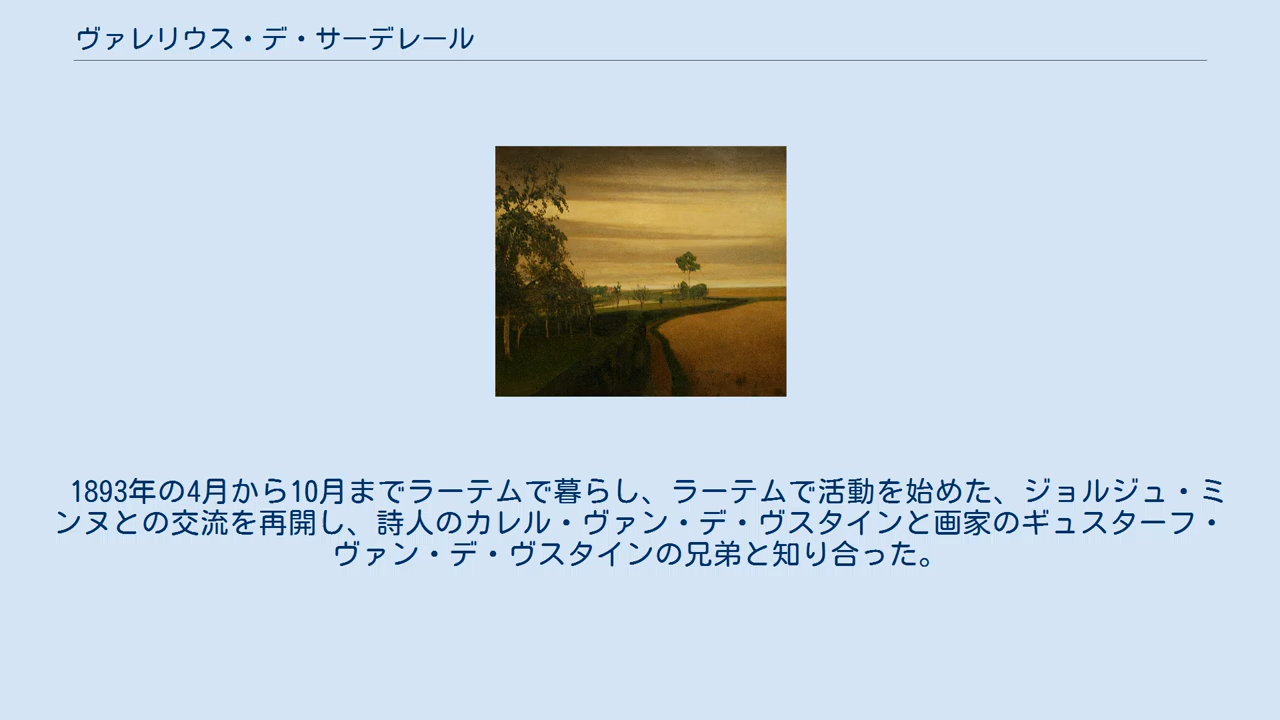 ヴァレリウス・デ・サーデレール
1893年の4月から10月までラーテムで暮らし、ラーテムで活動を始めた、ジョルジュ・ミ
ンヌとの交流を再開し、詩人のカレル・ヴァン・デ・ヴスタインと画家のギュスターフ・
ヴァン・デ・ヴスタインの兄弟と知り合った。